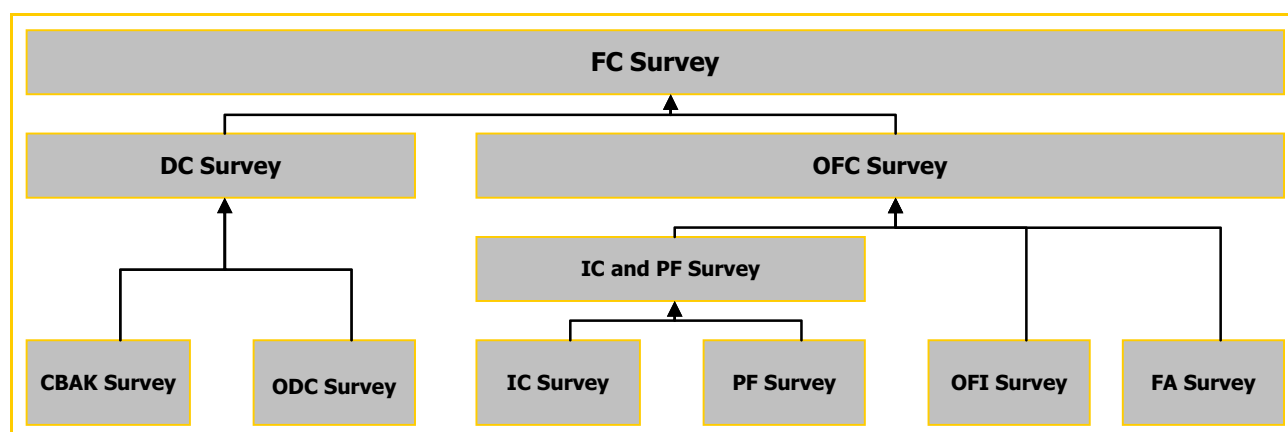 FC Survey
DC Survey
OFC Survey
IC and PF Survey
CBAK Survey
ODC Survey
IC Survey
PF Survey
OFI Survey
FA Survey